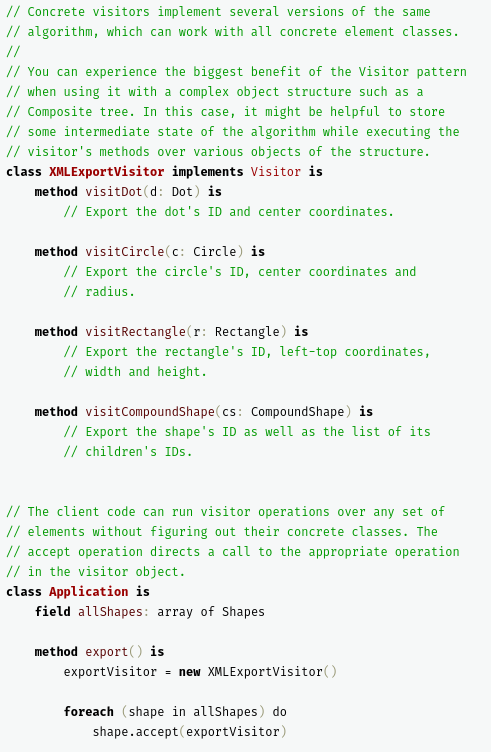 // Concrete visitors implement several versions of the same
// algorithm, which can work with all concrete element classes.
//
// You can experience the biggest benefit of the Visitor pattern
// when using it with a complex object structure such as a
// Composite tree. In this case, it might be helpful to store
// some intermediate state of the algorithm while executing the
// visitor's methods over various objects of the structure.
class XMLExportVisitor implements Visitor is
    method visitDot(d: Dot) is
        // Export the dot's ID and center coordinates.

    method visitCircle(c: Circle) is
        // Export the circle's ID, center coordinates and
        // radius.

    method visitRectangle(r: Rectangle) is
        // Export the rectangle's ID, left-top coordinates,
        // width and height.

    method visitCompoundShape(cs: CompoundShape) is
        // Export the shape's ID as well as the list of its
        // children's IDs.


// The client code can run visitor operations over any set of
// elements without figuring out their concrete classes. The
// accept operation directs a call to the appropriate operation
// in the visitor object.
class Application is
    field allShapes: array of Shapes

    method export() is
        exportVisitor = new XMLExportVisitor()

        foreach (shape in allShapes) do
            shape.accept(exportVisitor)